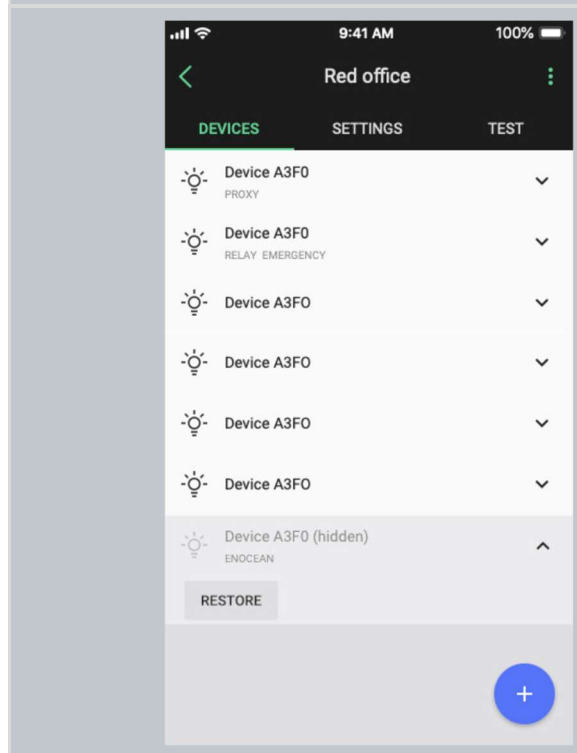 9:41 AM 100%
Red office
DEVICES SETTINGS TEST
Device A3F0
PROXY
Device A3F0
RELAY EMERGENCY
Device A3FO
Device A3FO
Device A3FO
Device A3FO
Device A3F0 (hidden)
ENOCEAN
RESTORE
+